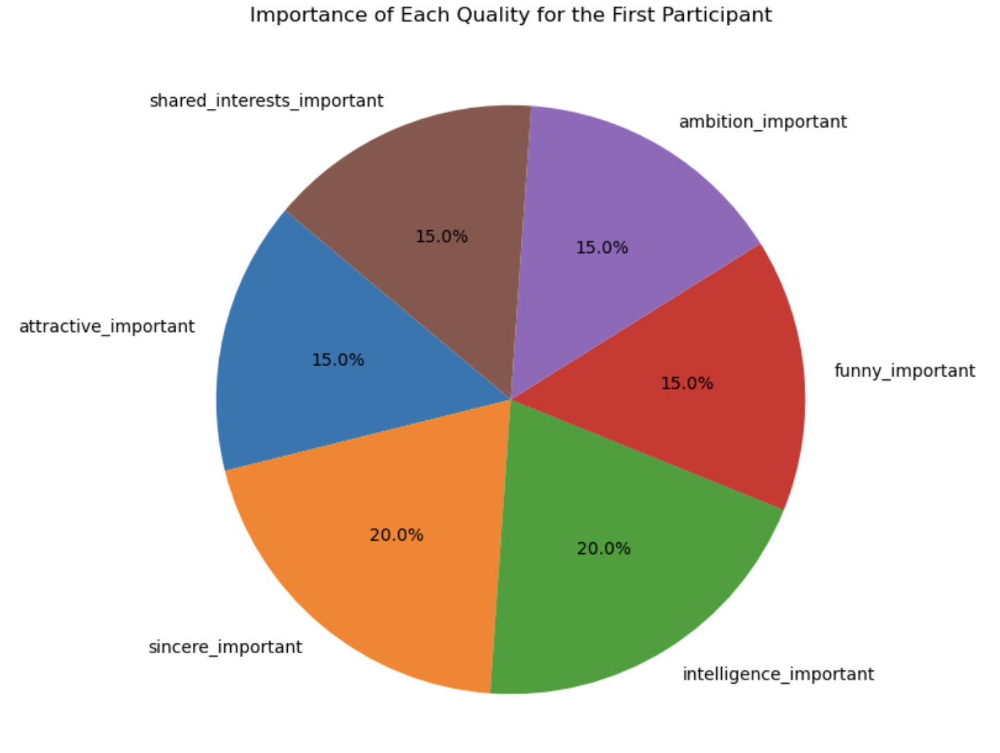 Importance of Each Quality for the First Participant
shared_interests_important
ambition_important
15.0%
15.0%
attractive_important
15.0%
funny_important
15.0%
20.0%
20.0%
sincere_important
intelligence_important